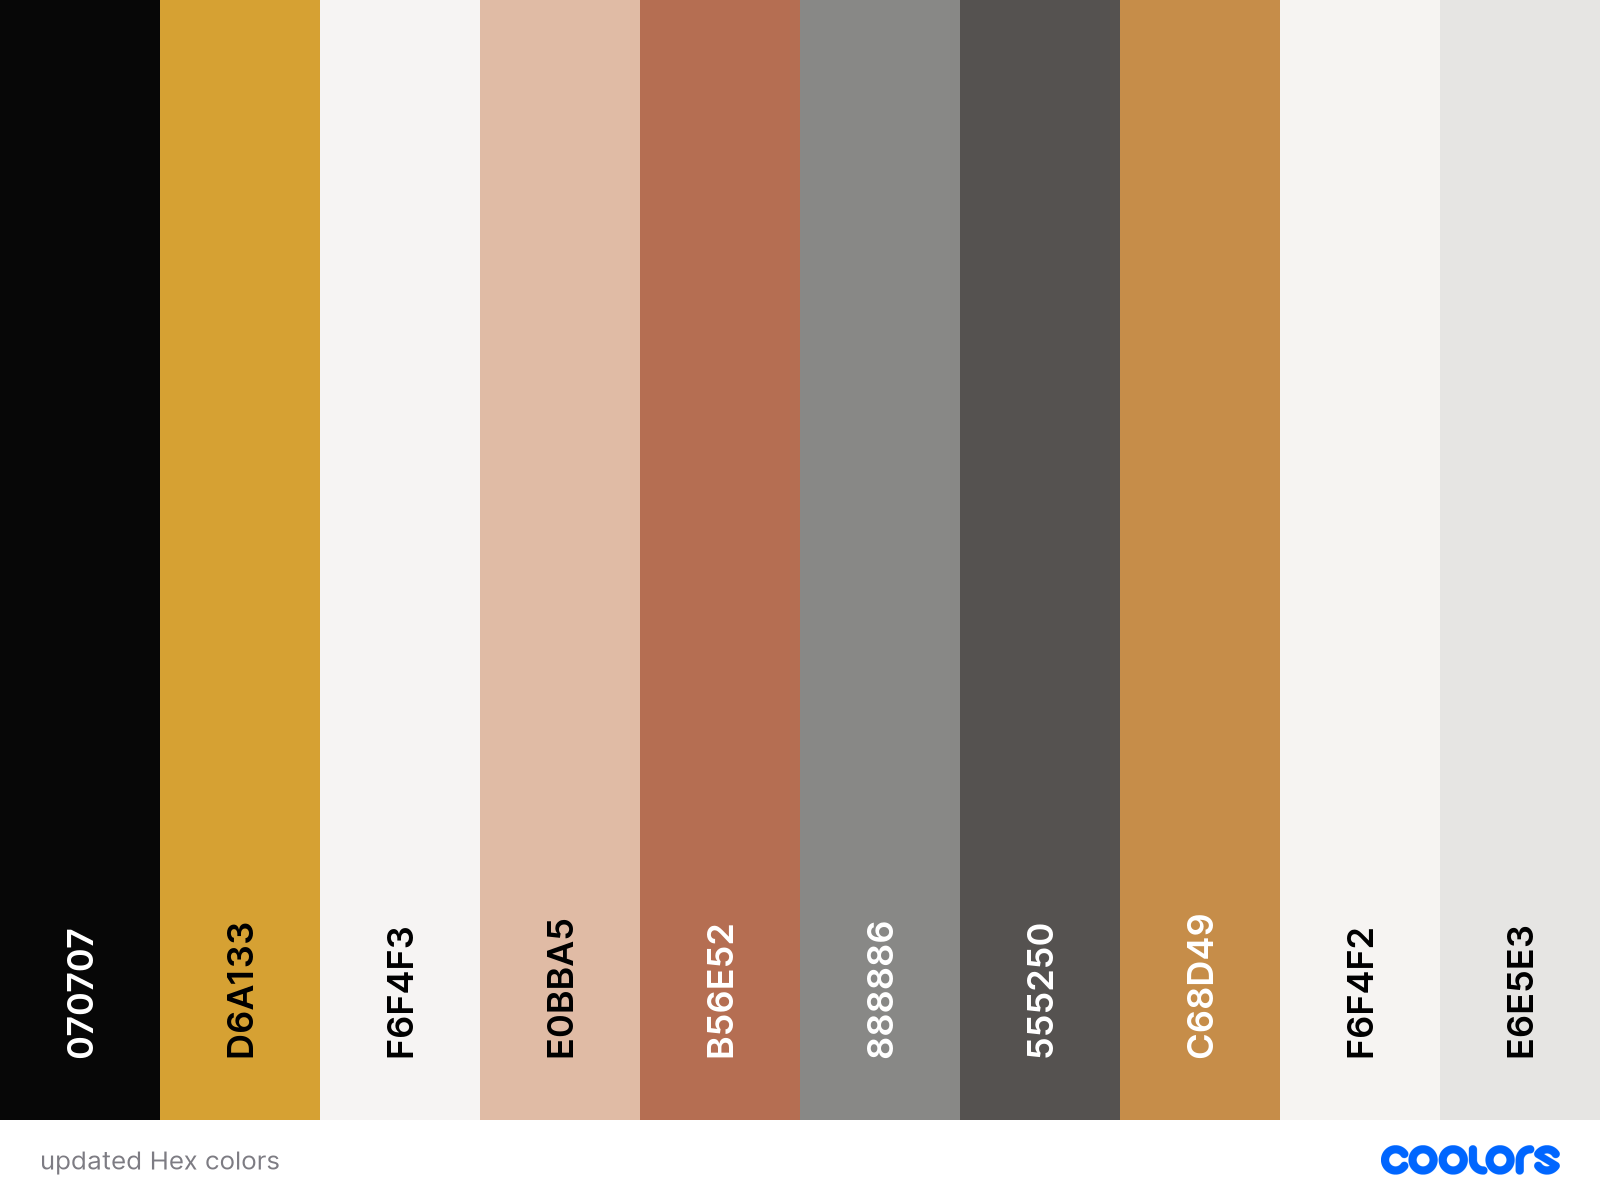 070707
D6A133
F6F4F3
E0BBA5
B56E52
888886
555250
C68D49
F6F4F2
E6E5E3
updated Hex colors
coolors